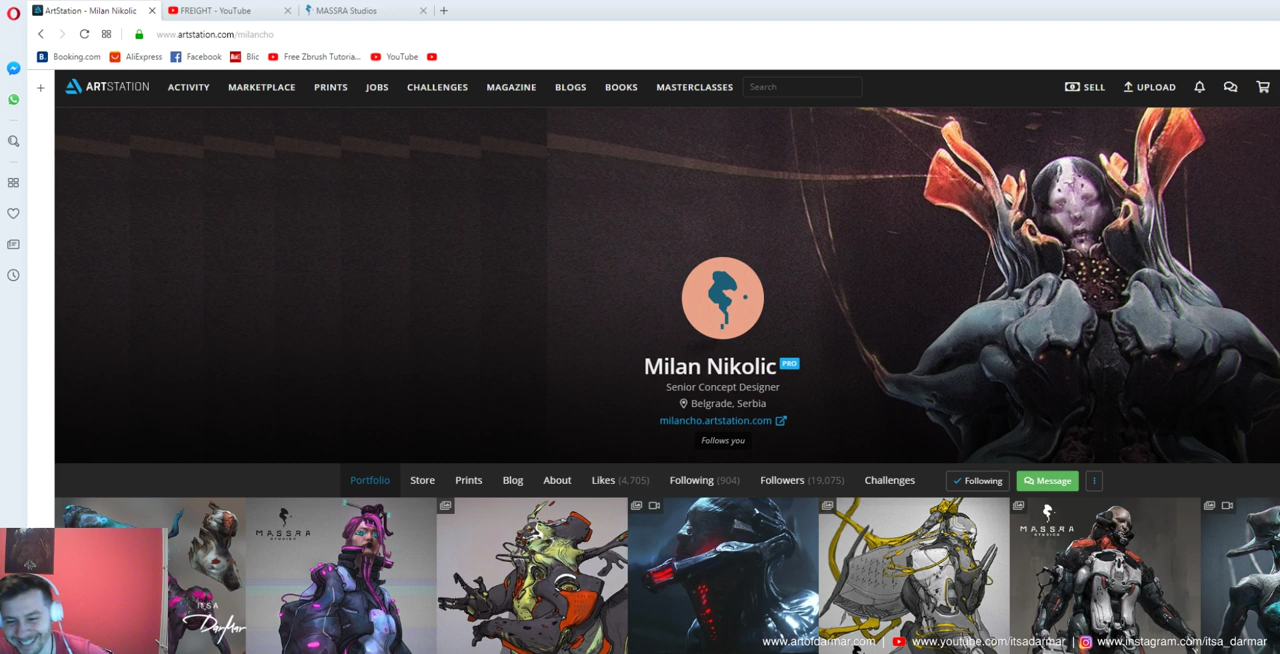 ArtStation - Milan Nikolic
FREIGHT - YouTube
MASSRA Studios
www.artstation.com/milancho
Booking.com
AliExpress
Facebook
Blic
Free Zbrush Tutoria...
YouTube
ARTSTATION
ACTIVITY
MARKETPLACE
PRINTS
JOBS
CHALLENGES
MAGAZINE
BLOGS
BOOKS
MASTERCLASSES
Search
SELL
UPLOAD
Milan Nikolic PRO
Senior Concept Designer
Belgrade, Serbia
milancho.artstation.com
Follows you
Portfolio
Store
Prints
Blog
About
Likes (4,705)
Following (904)
Followers (19,075)
Challenges
Following
Message
MASSRA
STUDIOS
MASSRA
STUDIOS
ITSA
DarMar
www.artofdarmar.com | www.youtube.com/itsadarmar | www.instagram.com/itsa_darmar